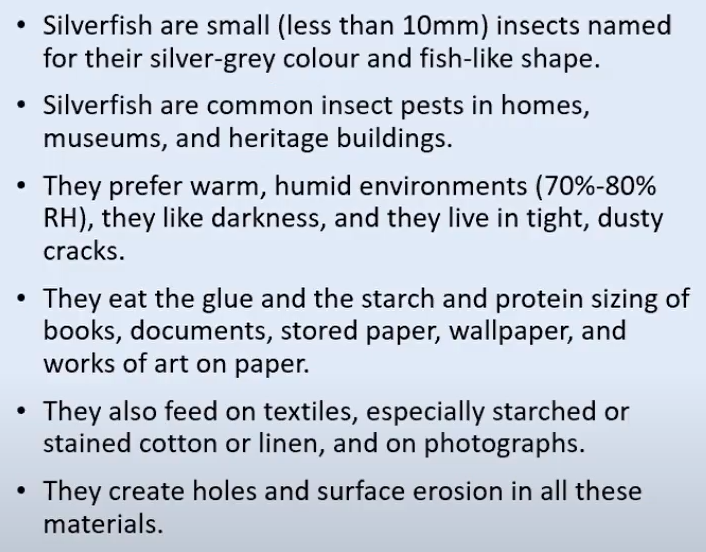 • Silverfish are small (less than 10mm) insects named
for their silver-grey colour and fish-like shape.
• Silverfish are common insect pests in homes,
museums, and heritage buildings.
• They prefer warm, humid environments (70%-80%
RH), they like darkness, and they live in tight, dusty
cracks.
• They eat the glue and the starch and protein sizing of
books, documents, stored paper, wallpaper, and
works of art on paper.
• They also feed on textiles, especially starched or
stained cotton or linen, and on photographs.
• They create holes and surface erosion in all these
materials.